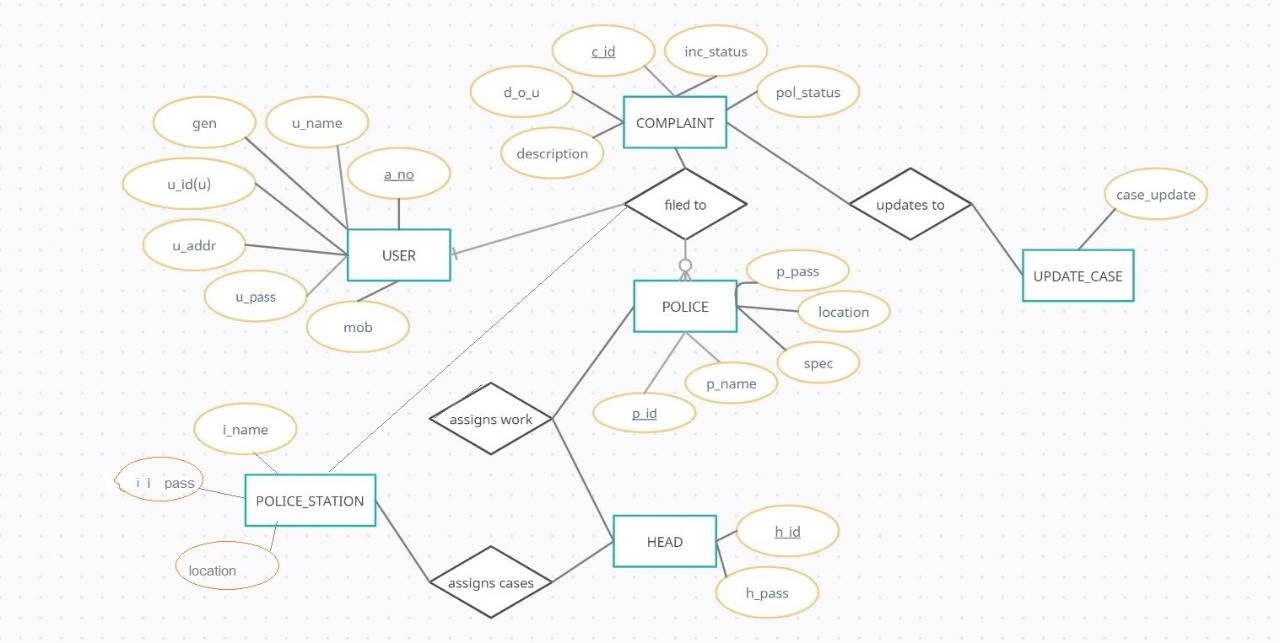 c_id
inc_status
d_o_u
pol_status
COMPLAINT
description
gen
u_name
a_no
u_id(u)
u_addr
USER
u_pass
mob
filed to
updates to
case_update
UPDATE_CASE
p_pass
POLICE
location
spec
p_name
p_id
assigns work
i_name
i i pass
POLICE_STATION
location
HEAD
h_id
h_pass
assigns cases